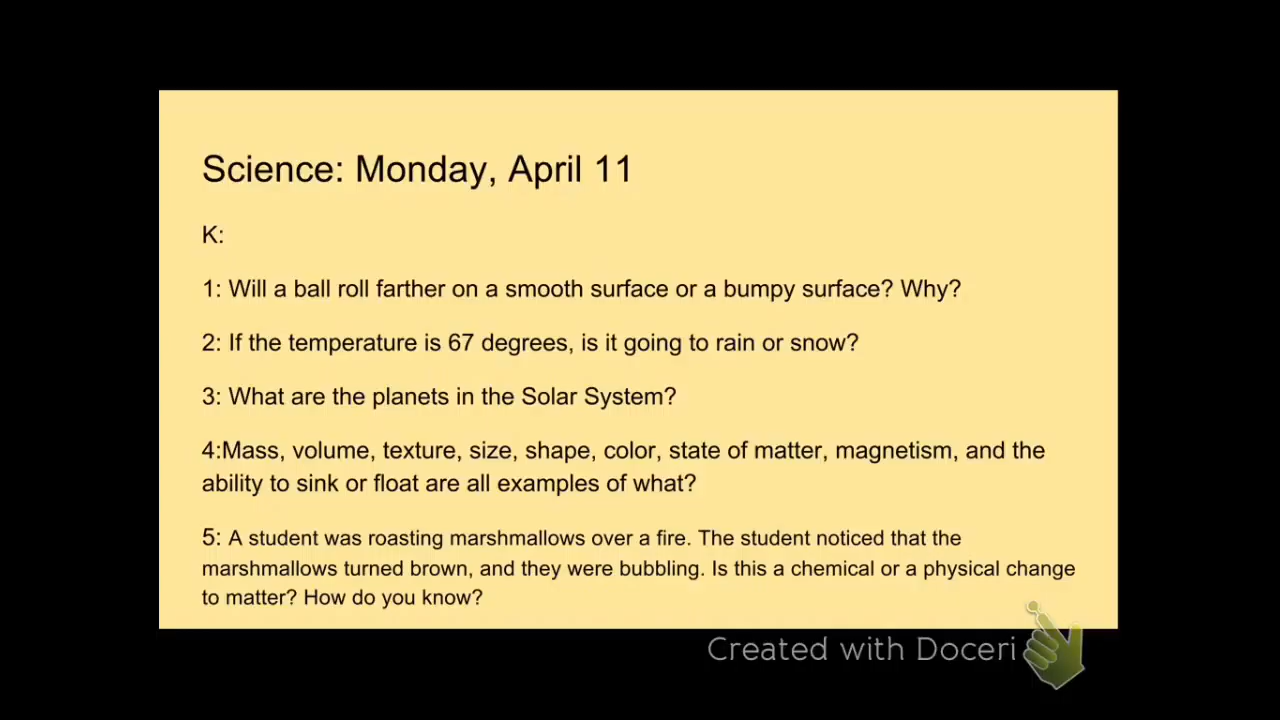 Science: Monday, April 11
K:
1: Will a ball roll farther on a smooth surface or a bumpy surface? Why?
2: If the temperature is 67 degrees, is it going to rain or snow?
3: What are the planets in the Solar System?
4:Mass, volume, texture, size, shape, color, state of matter, magnetism, and the
ability to sink or float are all examples of what?
5: A student was roasting marshmallows over a fire. The student noticed that the
marshmallows turned brown, and they were bubbling. Is this a chemical or a physical change
to matter? How do you know?
Created with Doceri